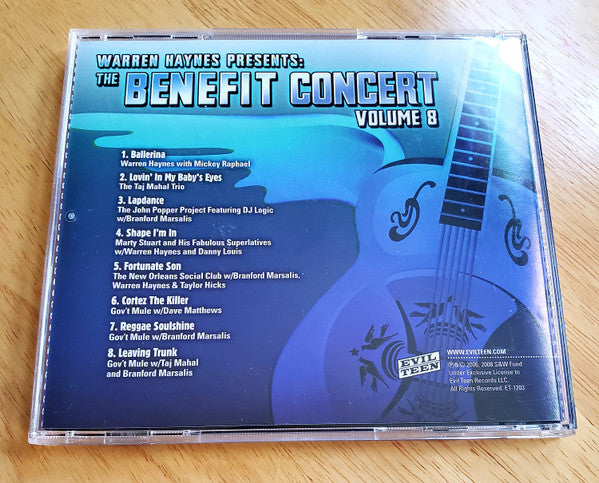 WARREN HAYNES PRESENTS:
THE BENEFIT CONCERT
VOLUME 8
1. Ballerina
Warren Haynes with Mickey Raphael
2. Lovin' In My Baby's Eyes
The Taj Mahal Trio
3. Lapdance
The John Popper Project Featuring DJ Logic
w/Branford Marsalis
4. Shape I'm In
Marty Stuart and His Fabulous Superlatives
w/Warren Haynes and Danny Louis
5. Fortunate Son
The New Orleans Social Club w/Branford Marsalis,
Warren Haynes & Taylor Hicks
6. Cortez The Killer
Gov't Mule w/Dave Matthews
7. Reggae Soulshine
Gov't Mule w/Branford Marsalis
8. Leaving Trunk
Gov't Mule w/Taj Mahal
and Branford Marsalis
EVIL
TEEN
WWW.EVILTEEN.COM
℗& © 2006, 2008 S&W Fund
Under Exclusive License to
Evil Teen Records LLC.
All Rights Reserved. ET-1203